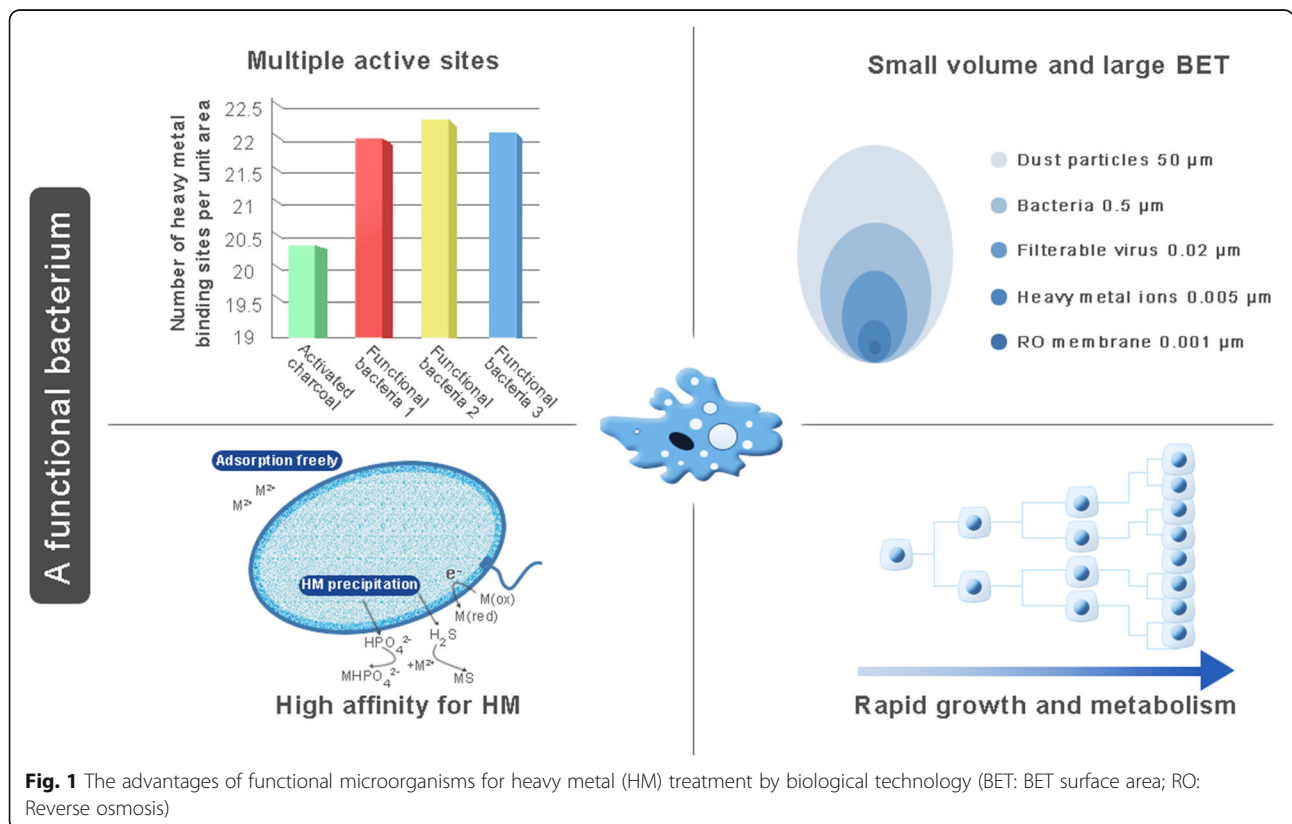 A functional bacterium
Multiple active sites
Number of heavy metal
binding sites per unit area
22.5
22
21.5
21
20.5
20
19.5
19
Activated
charcoal
Functional
bacteria 1
Functional
bacteria 2
Functional
bacteria 3
Small volume and large BET
Dust particles 50 μm
Bacteria 0.5 μm
Filterable virus 0.02 μm
Heavy metal ions 0.005 μm
RO membrane 0.001 μm
Adsorption freely
M²⁺ M²⁺
M²⁺
HM precipitation
e⁻
M(ox)
M(red)
HPO₄²⁻ H₂S
+M²⁺
MHPO₄²⁻ MS
High affinity for HM
Rapid growth and metabolism
Fig. 1 The advantages of functional microorganisms for heavy metal (HM) treatment by biological technology (BET: BET surface area; RO:
Reverse osmosis)